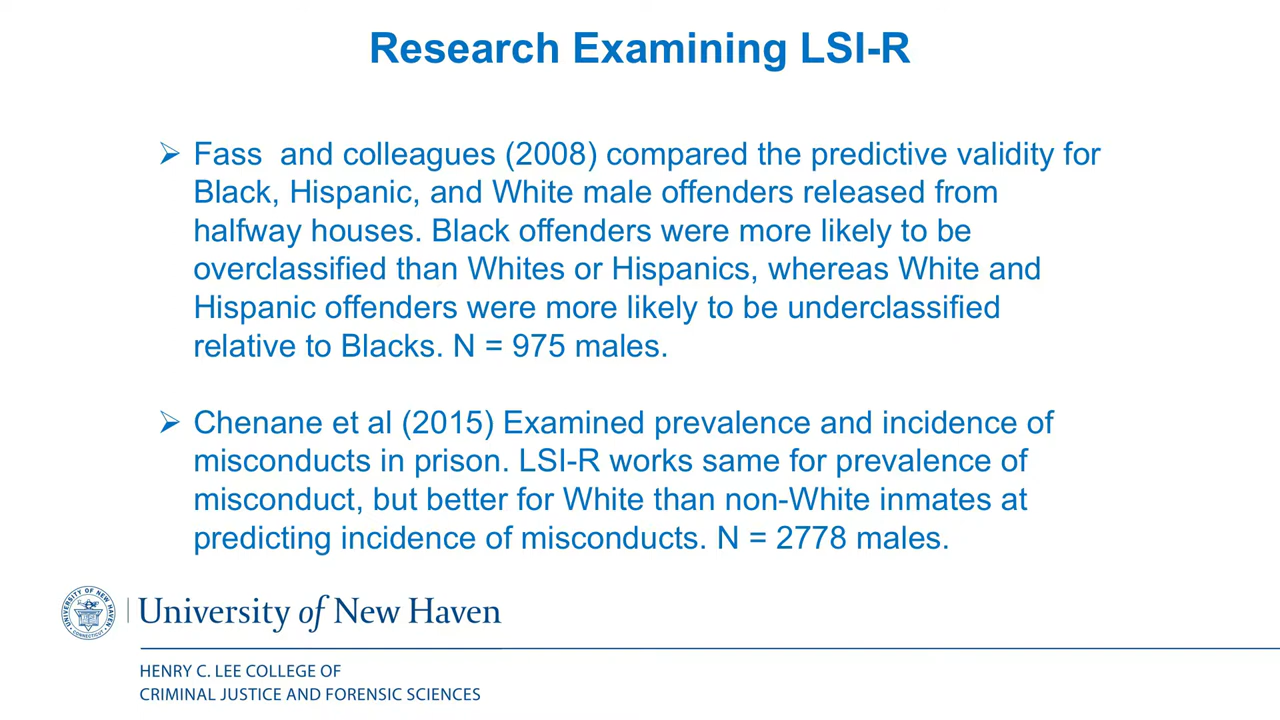 Research Examining LSI-R
Fass and colleagues (2008) compared the predictive validity for
Black, Hispanic, and White male offenders released from
halfway houses. Black offenders were more likely to be
overclassified than Whites or Hispanics, whereas White and
Hispanic offenders were more likely to be underclassified
relative to Blacks. N = 975 males.
Chenane et al (2015) Examined prevalence and incidence of
misconducts in prison. LSI-R works same for prevalence of
misconduct, but better for White than non-White inmates at
predicting incidence of misconducts. N = 2778 males.
UNIVERSITY OF NEW HAVEN
CONNECTICUT
University of New Haven
HENRY C. LEE COLLEGE OF
CRIMINAL JUSTICE AND FORENSIC SCIENCES